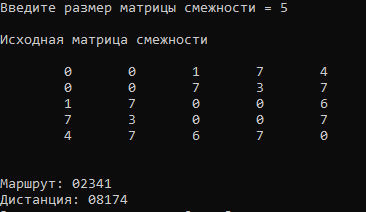 Введите размер матрицы смежности = 5
Исходная матрица смежности
0 0 1 7 4
0 0 7 3 7
1 7 0 0 6
7 3 0 0 7
4 7 6 7 0
Маршрут: 02341
Дистанция: 08174